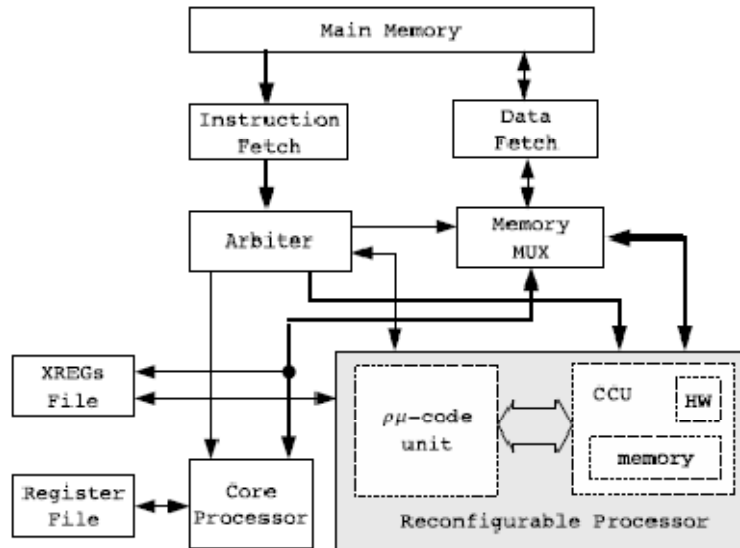 Main Memory
Instruction
Fetch
Data
Fetch
Arbiter
Memory
MUX
XREGs
File
ρμ-code
unit
CCU
HW
memory
Register
File
Core
Processor
Reconfigurable Processor